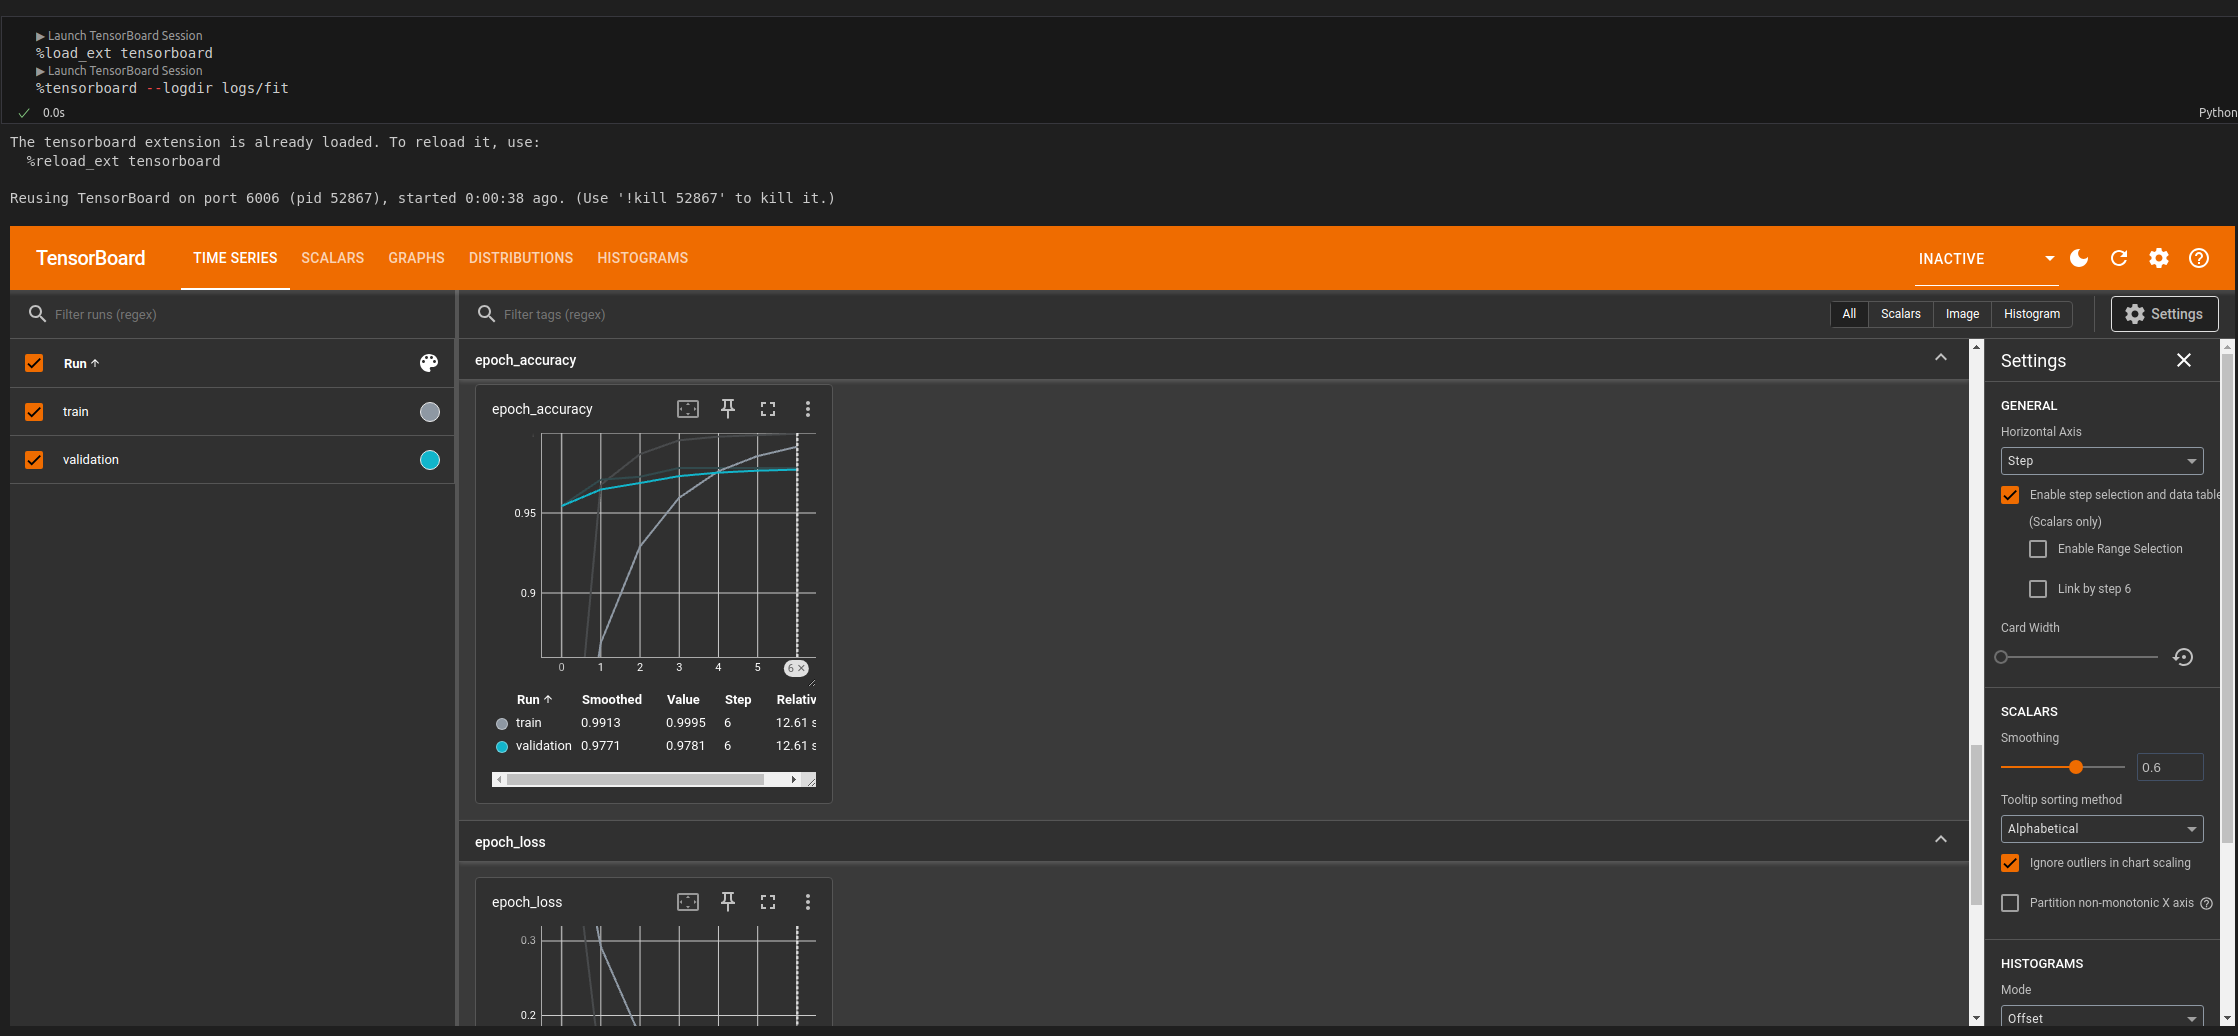 ▶ Launch TensorBoard Session
%load_ext tensorboard
▶ Launch TensorBoard Session
%tensorboard --logdir logs/fit
0.0s
Python
The tensorboard extension is already loaded. To reload it, use:
%reload_ext tensorboard
Reusing TensorBoard on port 6006 (pid 52867), started 0:00:38 ago. (Use '!kill 52867' to kill it.)
TensorBoard TIME SERIES SCALARS GRAPHS DISTRIBUTIONS HISTOGRAMS INACTIVE
Filter runs (regex)
Run
train
validation
Filter tags (regex)
All Scalars Image Histogram Settings
epoch_accuracy
epoch_accuracy
0.95
0.9
0 1 2 3 4 5 6 ×
Run Smoothed Value Step Relativ
train 0.9913 0.9995 6 12.61 s
validation 0.9771 0.9781 6 12.61 s
epoch_loss
epoch_loss
0.3
0.2
Settings
GENERAL
Horizontal Axis
Step
Enable step selection and data table
(Scalars only)
Enable Range Selection
Link by step 6
Card Width
SCALARS
Smoothing
0.6
Tooltip sorting method
Alphabetical
Ignore outliers in chart scaling
Partition non-monotonic X axis
HISTOGRAMS
Mode
Offset